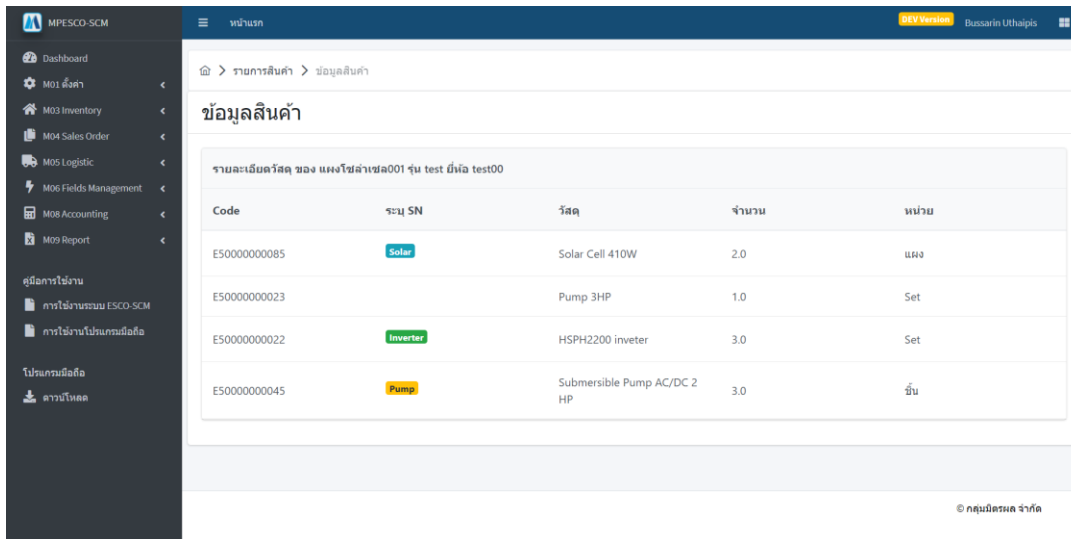 MPESCO-SCM
หน้าแรก
DEV Version Bussarin Uthaipis
Dashboard
M01 ตั้งค่า
M03 Inventory
M04 Sales Order
M05 Logistic
M06 Fields Management
M08 Accounting
M09 Report
คู่มือการใช้งาน
การใช้งานระบบ ESCO-SCM
การใช้งานโปรแกรมมือถือ
โปรแกรมมือถือ
ดาวน์โหลด
รายการสินค้า ข้อมูลสินค้า
ข้อมูลสินค้า
รายละเอียดวัสดุ ของ แผงโซล่าเซล001 รุ่น test ยี่ห้อ test00
Code ระบุ SN วัสดุ จำนวน หน่วย
E50000000085 Solar Solar Cell 410W 2.0 แผง
E50000000023 Pump 3HP 1.0 Set
E50000000022 Inverter HSPH2200 inveter 3.0 Set
E50000000045 Pump Submersible Pump AC/DC 2 3.0 ชิ้น
HP
© กลุ่มมิตรผล จำกัด